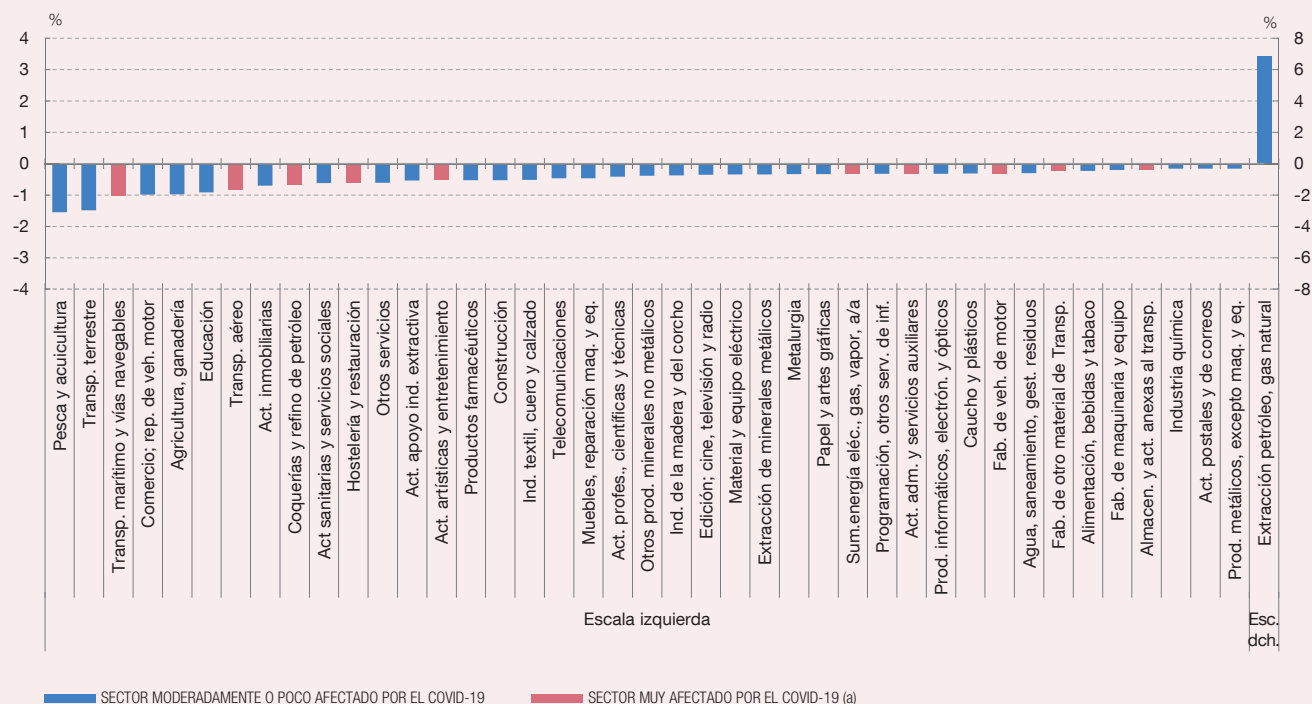 % %
4 8
3 6
2 4
1 2
0 0
-1 -2
-2 -4
-3 -6
-4 -8
Pesca y acuicultura
Transp. terrestre
Transp. marítimo y vías navegables
Comercio; rep. de veh. motor
Agricultura, ganadería
Educación
Transp. aéreo
Act. inmobiliarias
Coquerías y refino de petróleo
Act sanitarias y servicios sociales
Hostelería y restauración
Otros servicios
Act. apoyo ind. extractiva
Act. artísticas y entretenimiento
Productos farmacéuticos
Construcción
Ind. textil, cuero y calzado
Telecomunicaciones
Muebles, reparación maq. y eq.
Act. profes., científicas y técnicas
Otros prod. minerales no metálicos
Ind. de la madera y del corcho
Edición; cine, televisión y radio
Material y equipo eléctrico
Extracción de minerales metálicos
Metalurgia
Papel y artes gráficas
Sum.energía eléc., gas, vapor, a/a
Programación, otros serv. de inf.
Act. adm. y servicios auxiliares
Prod. informáticos, electrón. y ópticos
Caucho y plásticos
Fab. de veh. de motor
Agua, saneamiento, gest. residuos
Fab. de otro material de Transp.
Alimentación, bebidas y tabaco
Fab. de maquinaria y equipo
Almacen. y act. anexas al transp.
Industria química
Act. postales y de correos
Prod. metálicos, excepto maq. y eq.
Extracción petróleo, gas natural
Escala izquierda
Esc.
dch.
SECTOR MODERADAMENTE O POCO AFECTADO POR EL COVID-19
SECTOR MUY AFECTADO POR EL COVID-19 (a)